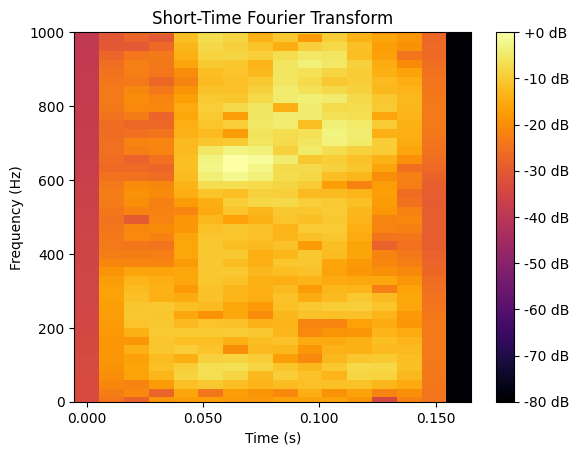 Short-Time Fourier Transform
1000
800
600
400
200
0
Frequency (Hz)
0.000
0.050
0.100
0.150
Time (s)
+0 dB
-10 dB
-20 dB
-30 dB
-40 dB
-50 dB
-60 dB
-70 dB
-80 dB